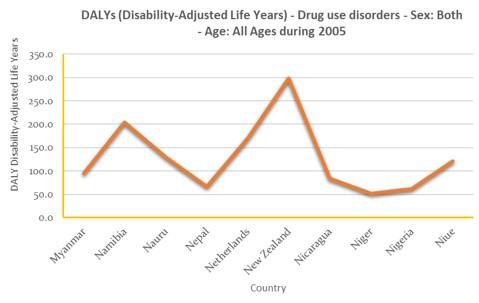 DALYs (Disability-Adjusted Life Years) - Drug use disorders - Sex: Both
- Age: All Ages during 2005
DALY Disability-Adjusted Life Years
350.0
300.0
250.0
200.0
150.0
100.0
50.0
0.0
Myanmar
Namibia
Nauru
Nepal
Netherlands
New Zealand
Nicaragua
Niger
Nigeria
Niue
Country